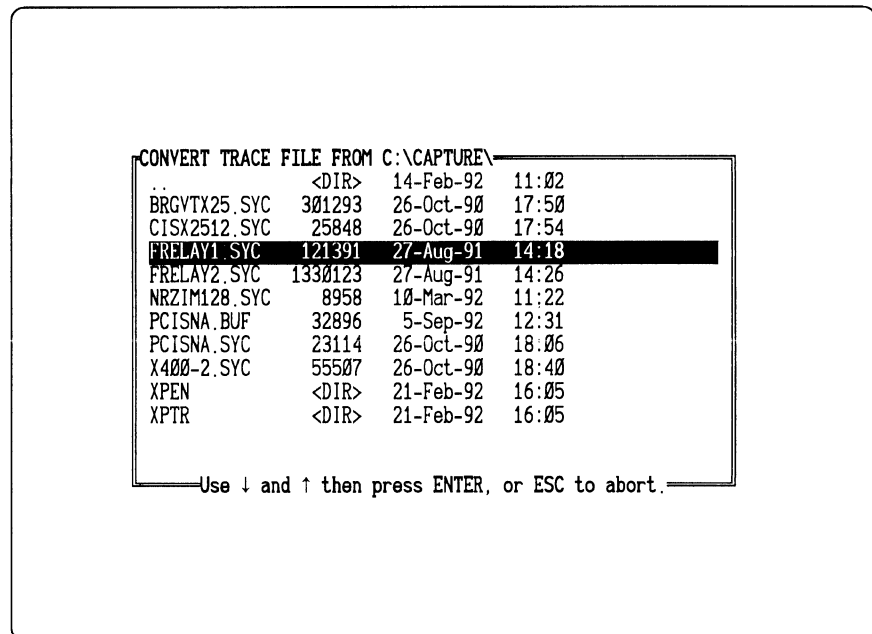 CONVERT TRACE FILE FROM C:\CAPTURE\
.. <DIR> 14-Feb-92 11:02
BRGVTX25.SYC 301293 26-Oct-90 17:50
CISX2512.SYC 25848 26-Oct-90 17:54
FRELAY1.SYC 121391 27-Aug-91 14:18
FRELAY2.SYC 1330123 27-Aug-91 14:26
NRZIM128.SYC 8958 10-Mar-92 11:22
PCISNA.BUF 32896 5-Sep-92 12:31
PCISNA.SYC 23114 26-Oct-90 18:06
X400-2.SYC 55507 26-Oct-90 18:40
XPEN <DIR> 21-Feb-92 16:05
XPTR <DIR> 21-Feb-92 16:05
Use ↓ and ↑ then press ENTER, or ESC to abort.